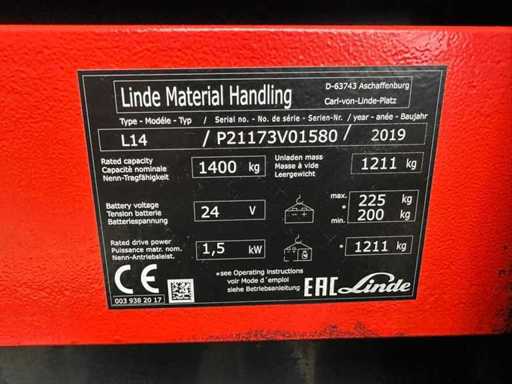 Linde Material Handling
D-63743 Aschaffenburg
Carl-von-Linde-Platz
Type - Modéle - Typ / Serial no. - No. de série - Serien-Nr. / year - année - Baujahr
L14 / P21173V01580 / 2019
Rated capacity
Capacité nominale
Nenn-Tragfähigkeit
1400 kg
Unladen mass
Masse à vide
Leergewicht
1211 kg
Battery voltage
Tension batterie
Batteriespannung
24 V
max. * 225 kg
min. * 200 kg
Rated drive power
Puissance matr. nom.
Nenn-Antriebsleist.
1,5 kW
* 1211 kg
*see Operating Instructions
voir Mode d´emploi
siehe Betriebsanleitung
CE
003 938 20 17
EAC Linde